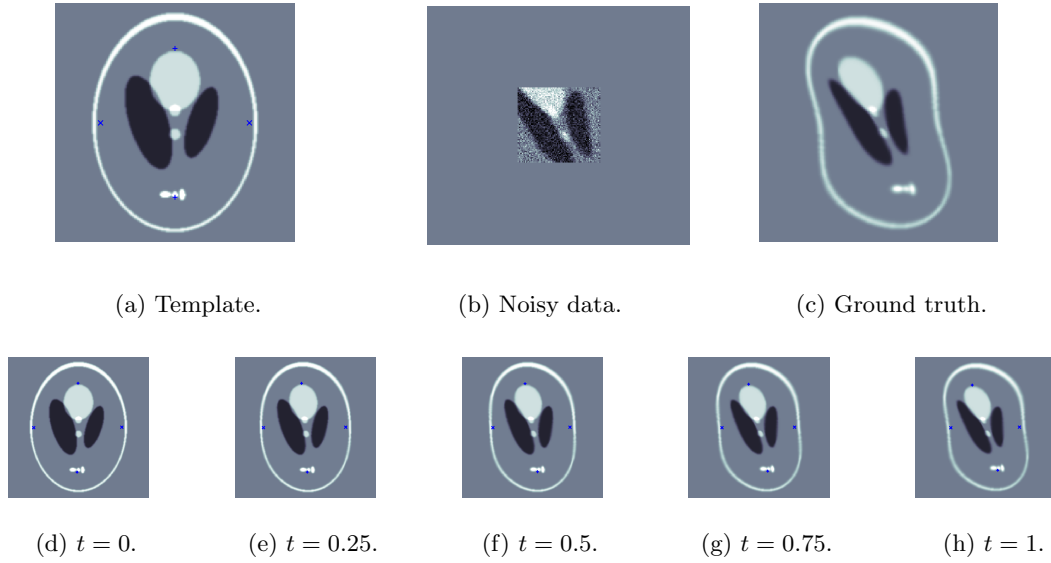 (a) Template.
(b) Noisy data.
(c) Ground truth.
(d) t = 0.
(e) t = 0.25.
(f) t = 0.5.
(g) t = 0.75.
(h) t = 1.